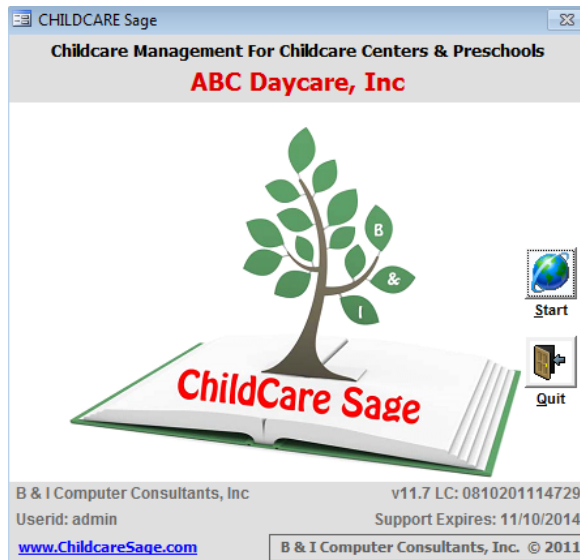 CHILDCARE Sage
Childcare Management For Childcare Centers & Preschools
ABC Daycare, Inc
B
&
I
Start
ChildCare Sage
Quit
B & I Computer Consultants, Inc
v11.7 LC: 0810201114729
Userid: admin
Support Expires: 11/10/2014
www.ChildcareSage.com
B & I Computer Consultants, Inc. © 2011